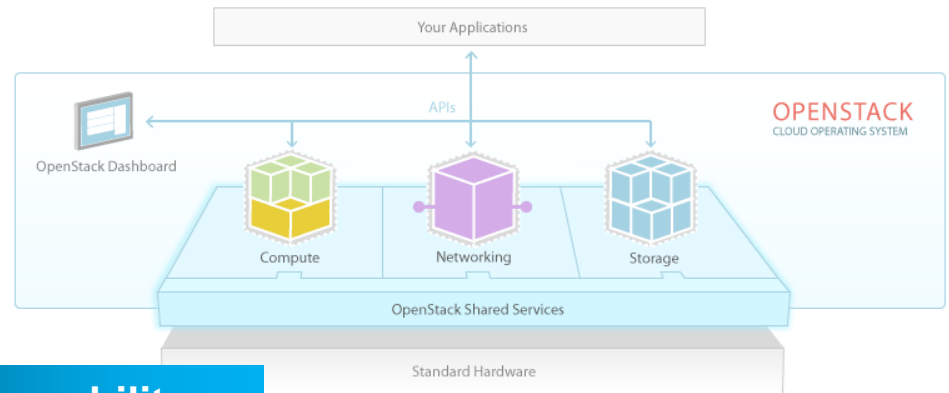 Your Applications
APIs
OPENSTACK
CLOUD OPERATING SYSTEM
OpenStack Dashboard
Compute
Networking
Storage
OpenStack Shared Services
Standard Hardware